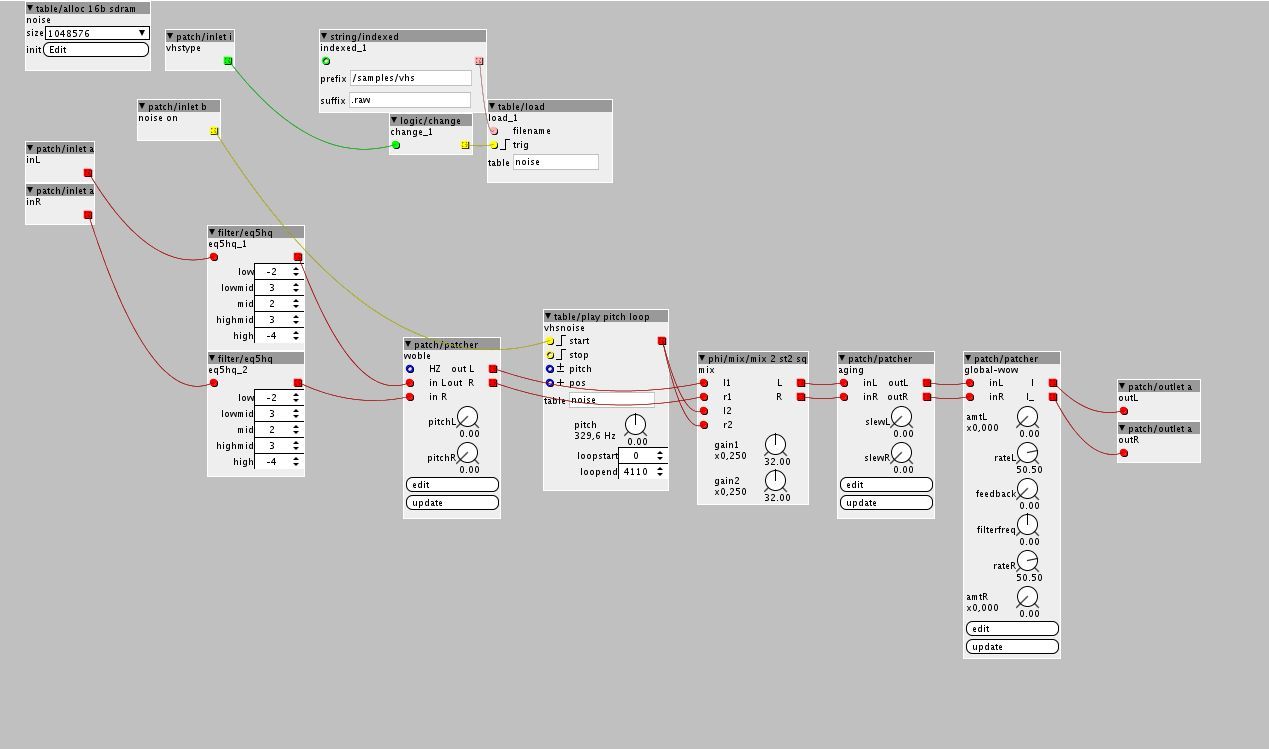 table/alloc 16b sdram
noise
size 1048576
init Edit
patch/inlet i
vhstype
string/indexed
indexed_1
prefix /samples/vhs
suffix .raw
patch/inlet b
noise on
logic/change
change_1
table/load
load_1
filename
trig
table noise
patch/inlet a
inL
patch/inlet a
inR
filter/eq5hq
eq5hq_1
low -2
lowmid 3
mid 2
highmid 3
high -4
filter/eq5hq
eq5hq_2
low -2
lowmid 3
mid 2
highmid 3
high -4
patch/patcher
woble
HZ out L
in L out R
in R
pitchL
0.00
pitchR
0.00
edit
update
table/play pitch loop
vhsnoise
start
stop
pitch
pos
table noise
pitch
329,6 Hz
0.00
loopstart 0
loopend 4110
phi/mix/mix 2 st2 sq
mix
l1 L
r1 R
l2
r2
gain1
x0,250
32.00
gain2
x0,250
32.00
patch/patcher
aging
inL outL
inR outR
slewL
0.00
slewR
0.00
edit
update
patch/patcher
global-wow
inL l
inR l_
amtL
x0,000
0.00
rateL
50.50
feedback
0.00
filterfreq
0.00
rateR
50.50
amtR
x0,000
0.00
edit
update
patch/outlet a
outL
patch/outlet a
outR